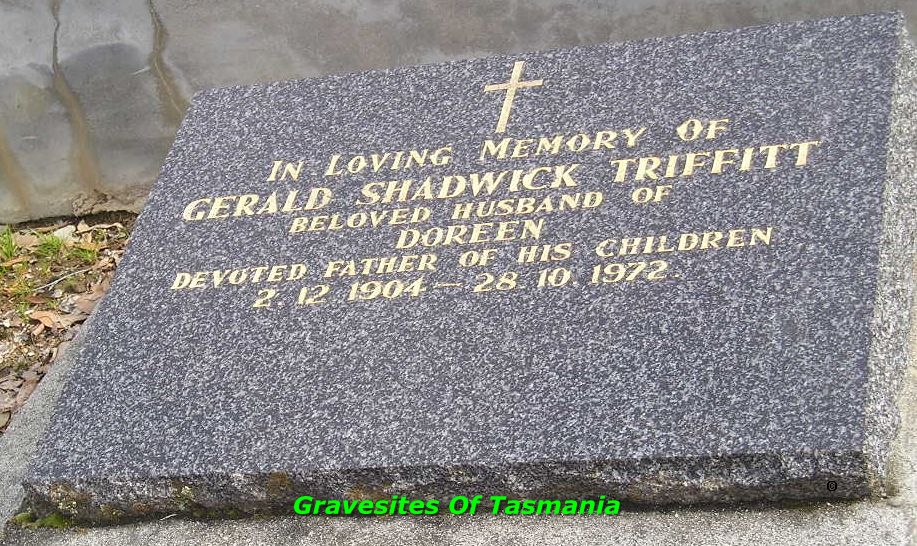 IN LOVING MEMORY OF
GERALD SHADWICK TRIFFITT
BELOVED HUSBAND OF
DOREEN
DEVOTED FATHER OF HIS CHILDREN
2. 12 1904 – 28 10. 1972.
Gravesites Of Tasmania